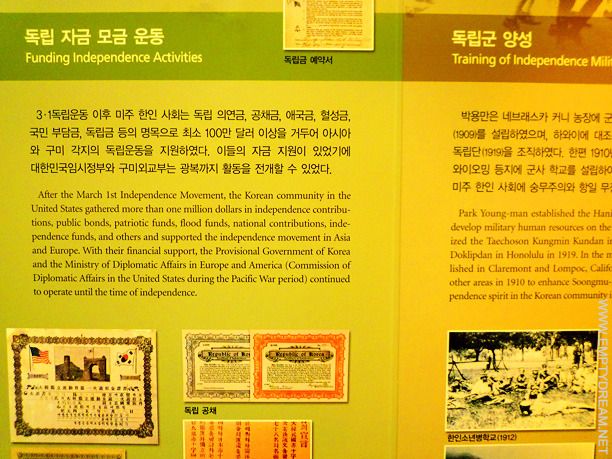 독립금 예약서
독립 자금 모금 운동
Funding Independence Activities
3·1독립운동 이후 미주 한인 사회는 독립 의연금, 공채금, 애국금, 혈성금,
국민 부담금, 독립금 등의 명목으로 최소 100만 달러 이상을 거두어 아시아
와 구미 각지의 독립운동을 지원하였다. 이들의 자금 지원이 있었기에
대한민국임시정부와 구미외교부는 광복까지 활동을 전개할 수 있었다.
After the March 1st Independence Movement, the Korean community in the
United States gathered more than one million dollars in independence contribu-
tions, public bonds, patriotic funds, flood funds, national contributions, inde-
pendence funds, and others and supported the independence movement in Asia
and Europe. With their financial support, the Provisional Government of Korea
and the Ministry of Diplomatic Affairs in Europe and America (Commission of
Diplomatic Affairs in the United States during the Pacific War period) continued
to operate until the time of independence.
Republic of Korea
Republic of Korea
독립 공채
독립군 양성
Training of Independence Mili
박용만은 네브래스카 커니 농장에 군
(1909)를 설립하였으며, 하와이에 대조
독립단(1919)을 조직하였다. 한편 1910년
와이오밍 등지에 군사 학교를 설립하여
미주 한인 사회에 숭무주의와 항일 무
Park Young-man established the Han
develop military human resources on the
ized the Taechoson Kungmin Kundan in
Doklipdan in Honolulu in 1919. In the m
lished in Claremont and Lompoc, Califo
other areas in 1910 to enhance Soongmu-
pendence spirit in the Korean community
한인소년병학교(1912)
WWW.EMPTYDREAM.NET